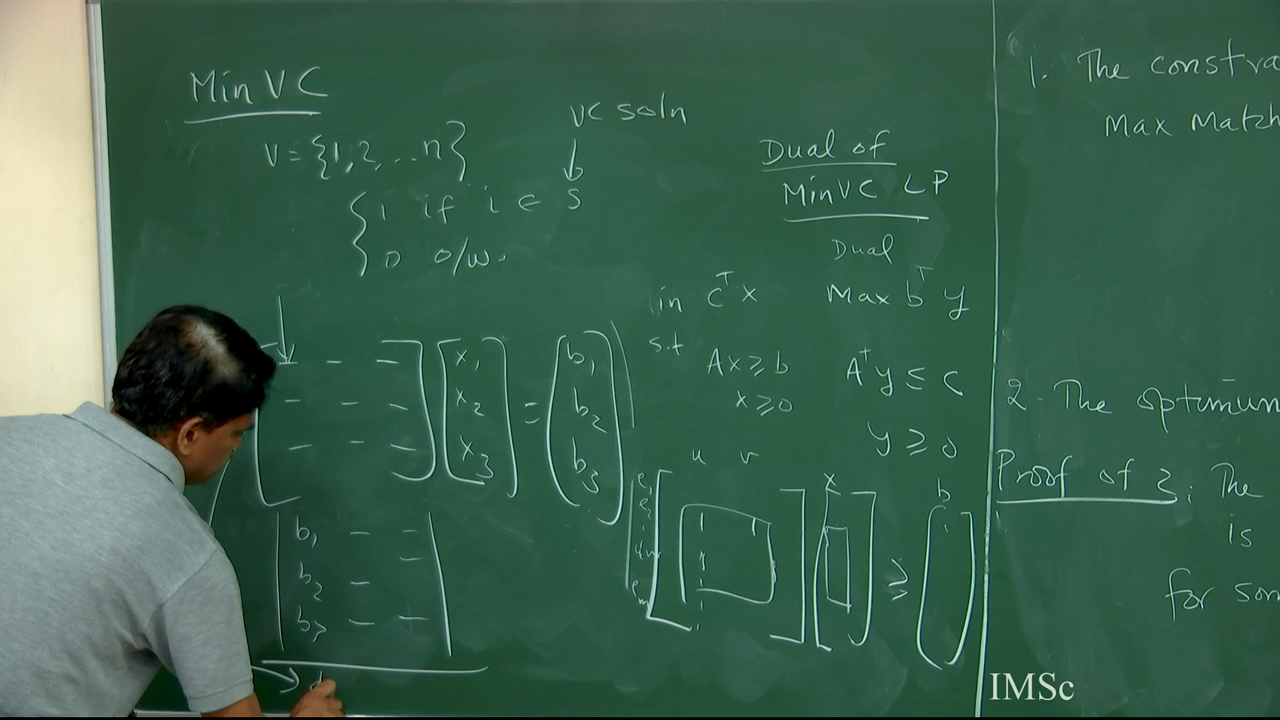 Min VC
V = {1, 2, ... n}
{ 1 if i ∈ S
0 o/w.
VC soln
↓
[ - - -
- - -
- - - ] [ x₁
x₂
x₃ ] = ( b₁
b₂
b₃ )
| b₁ - -
b₂ -
b₃ - - |
Dual of
Min VC LP
Dual
in cᵀx
s.t
Ax ≥ b
x ≥ 0
Max bᵀy
Aᵀy ≤ c
y ≥ 0
u v
x
b
≥
1. The constra
Max Match
2. The optimum
Proof of 2: The
is
for som
IMSc